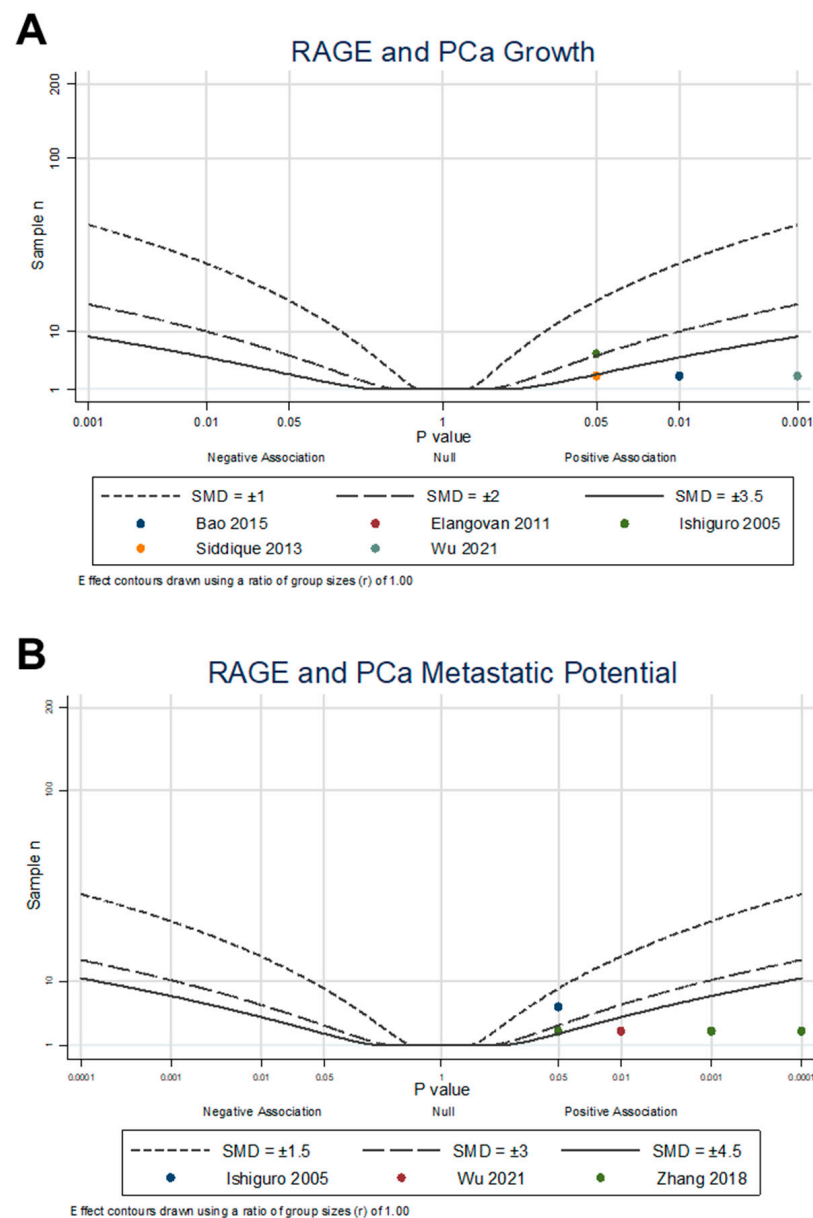 A
RAGE and PCa Growth
200
100
10
1
Sample n
0.001 0.01 0.05 1 0.05 0.01 0.001
P value
Negative Association Null Positive Association
SMD = ±1 SMD = ±2 SMD = ±3.5
Bao 2015 Elangovan 2011 Ishiguro 2005
Siddique 2013 Wu 2021
Effect contours drawn using a ratio of group sizes (r) of 1.00
B
RAGE and PCa Metastatic Potential
200
100
10
1
Sample n
0.0001 0.001 0.01 0.05 1 0.05 0.01 0.001 0.0001
P value
Negative Association Null Positive Association
SMD = ±1.5 SMD = ±3 SMD = ±4.5
Ishiguro 2005 Wu 2021 Zhang 2018
Effect contours drawn using a ratio of group sizes (r) of 1.00